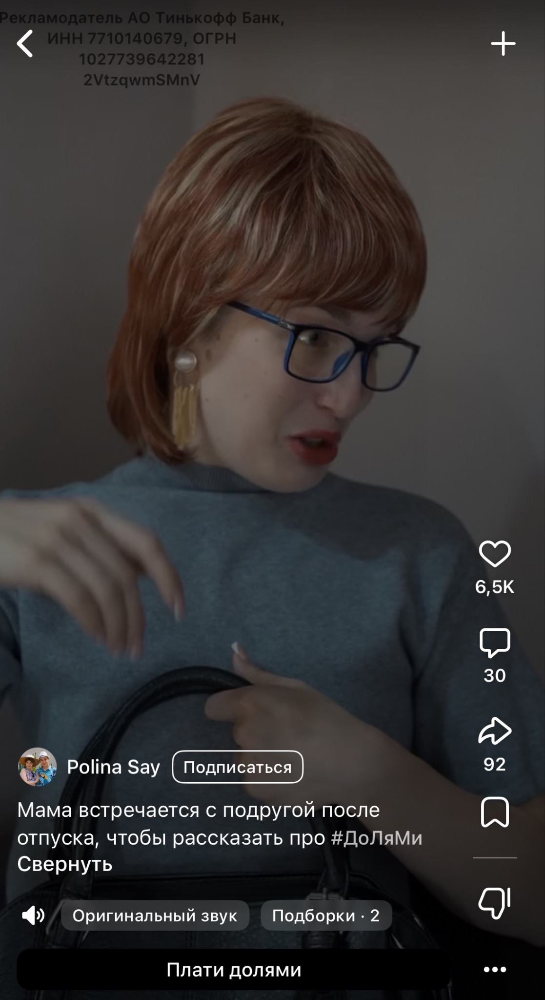 Рекламодатель АО Тинькофф Банк,
ИНН 7710140679, ОГРН
1027739642281
2VtzqwmSMnV
6,5K
30
92
Polina Say
Подписаться
Мама встречается с подругой после
отпуска, чтобы рассказать про #ДоЛяМи
Свернуть
Оригинальный звук
Подборки · 2
Плати долями